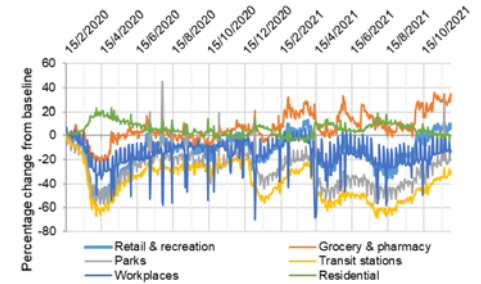 15/2/2020
15/4/2020
15/6/2020
15/8/2020
15/10/2020
15/12/2020
15/2/2021
15/4/2021
15/6/2021
15/8/2021
15/10/2021
Percentage change from baseline
60
40
20
0
-20
-40
-60
-80
Retail & recreation
Grocery & pharmacy
Parks
Transit stations
Workplaces
Residential